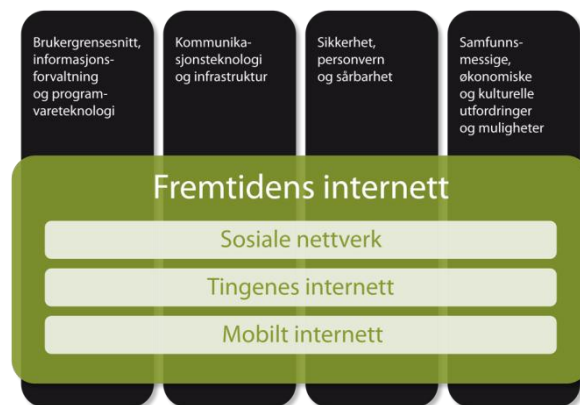 Brukergrensesnitt,
informasjons-
forvaltning
og program-
vareteknologi
Kommunika-
sjonsteknologi
og infrastruktur
Sikkerhet,
personvern
og sårbarhet
Samfunns-
messige,
økonomiske
og kulturelle
utfordringer
og muligheter
Fremtidens internett
Sosiale nettverk
Tingenes internett
Mobilt internett